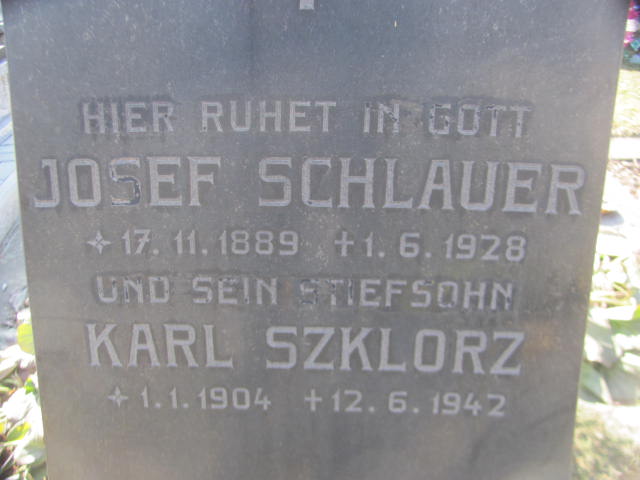 HIER RUHET IN GOTT
JOSEF SCHLAUER
✧ 17. 11. 1889 ✝ 1. 6. 1928
UND SEIN STIEFSOHN
KARL SZKLORZ
✧ 1. 1. 1904 ✝ 12. 6. 1942